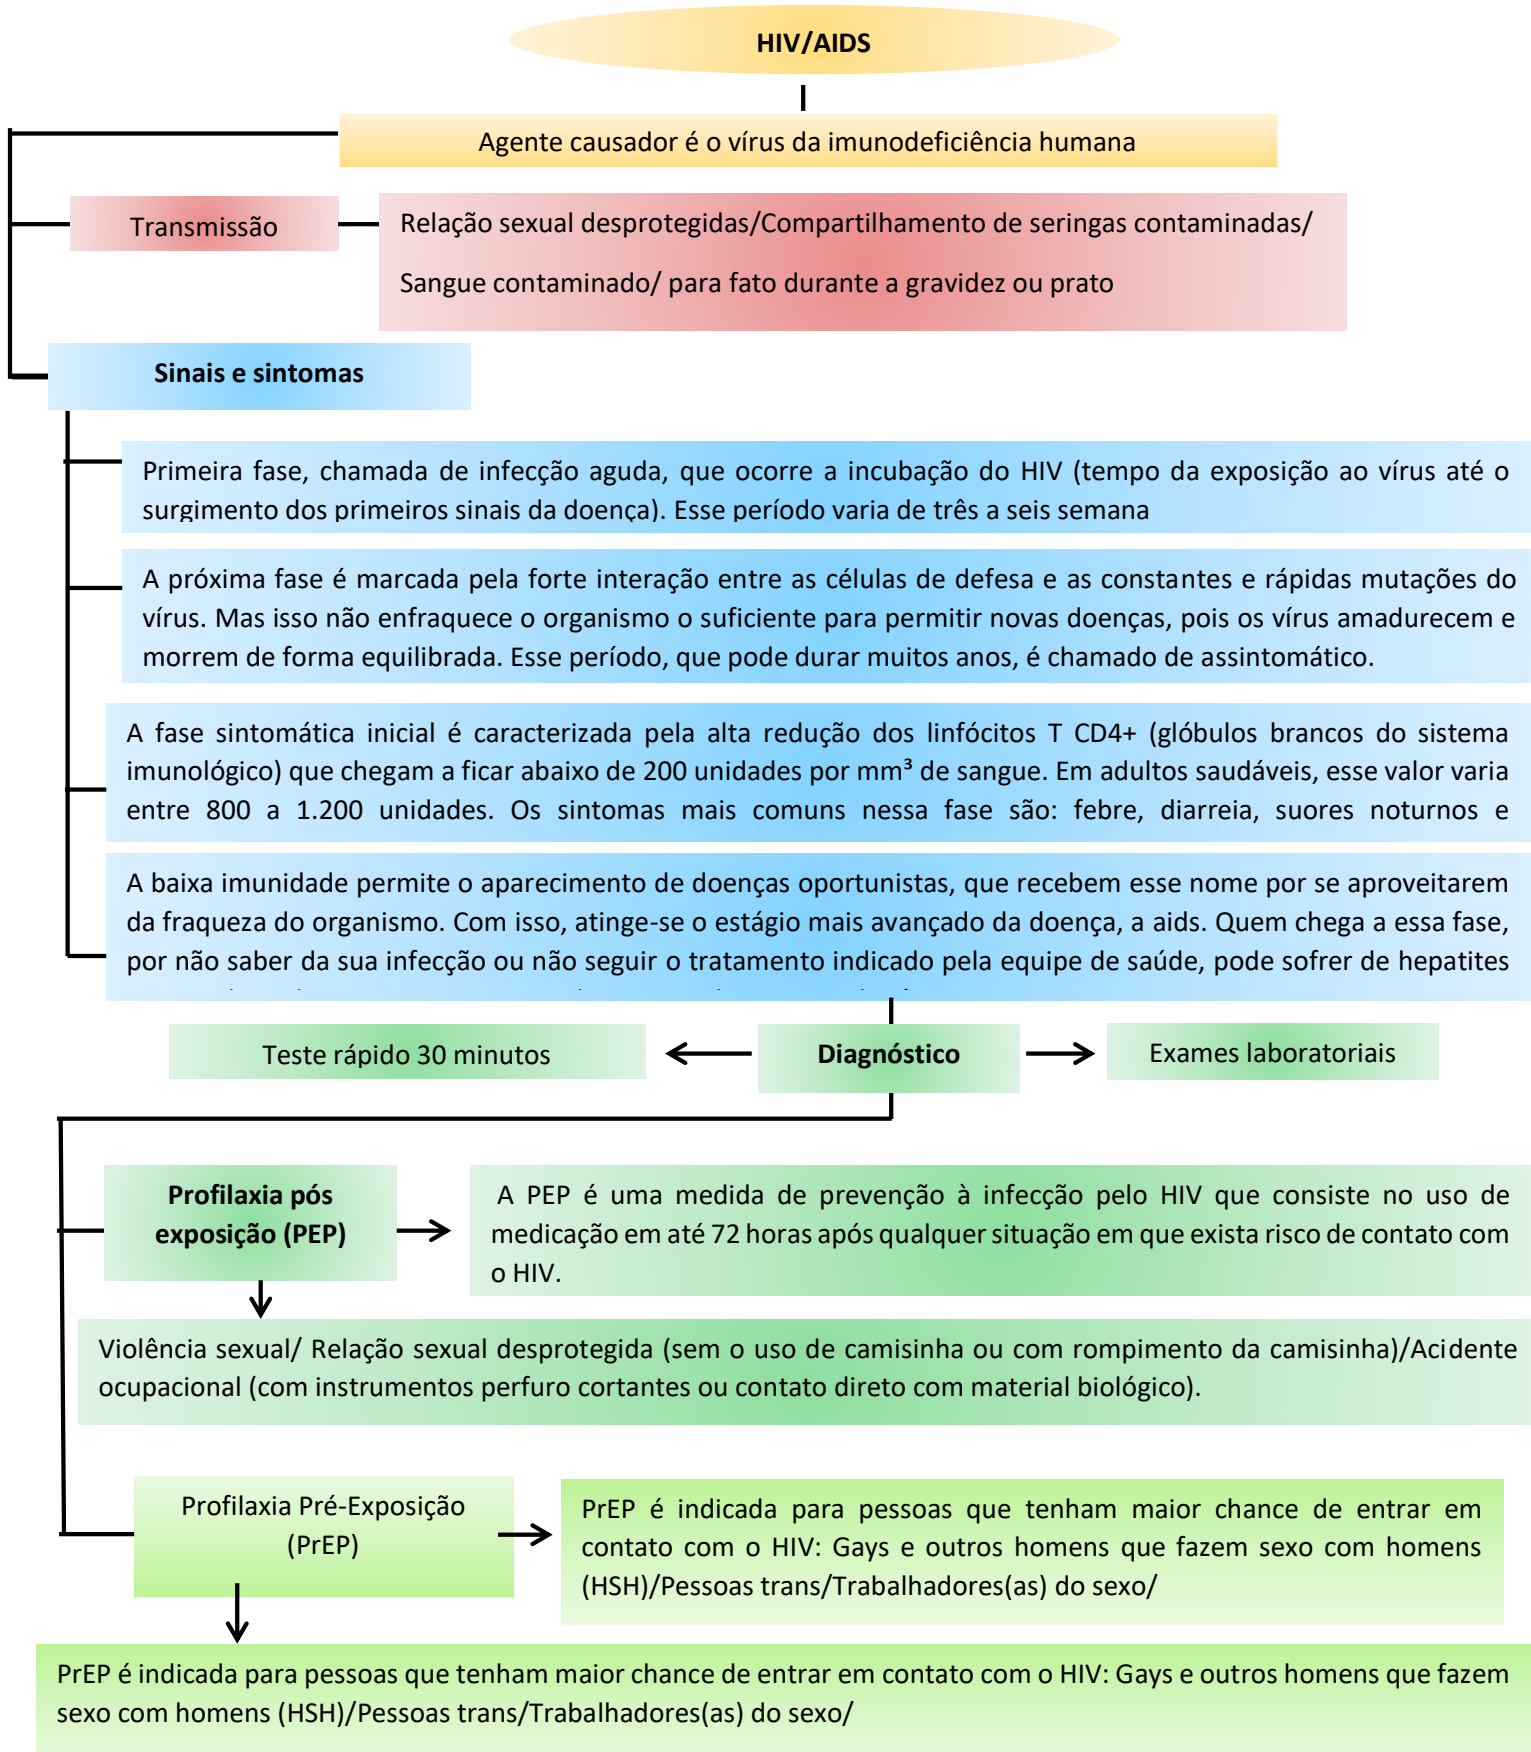 HIV/AIDS
Agente causador é o vírus da imunodeficiência humana
Transmissão
Relação sexual desprotegidas/Compartilhamento de seringas contaminadas/
Sangue contaminado/ para fato durante a gravidez ou prato
Sinais e sintomas
Primeira fase, chamada de infecção aguda, que ocorre a incubação do HIV (tempo da exposição ao vírus até o
surgimento dos primeiros sinais da doença). Esse período varia de três a seis semana
A próxima fase é marcada pela forte interação entre as células de defesa e as constantes e rápidas mutações do
vírus. Mas isso não enfraquece o organismo o suficiente para permitir novas doenças, pois os vírus amadurecem e
morrem de forma equilibrada. Esse período, que pode durar muitos anos, é chamado de assintomático.
A fase sintomática inicial é caracterizada pela alta redução dos linfócitos T CD4+ (glóbulos brancos do sistema
imunológico) que chegam a ficar abaixo de 200 unidades por mm³ de sangue. Em adultos saudáveis, esse valor varia
entre 800 a 1.200 unidades. Os sintomas mais comuns nessa fase são: febre, diarreia, suores noturnos e
A baixa imunidade permite o aparecimento de doenças oportunistas, que recebem esse nome por se aproveitarem
da fraqueza do organismo. Com isso, atinge-se o estágio mais avançado da doença, a aids. Quem chega a essa fase,
por não saber da sua infecção ou não seguir o tratamento indicado pela equipe de saúde, pode sofrer de hepatites
Teste rápido 30 minutos
Diagnóstico
Exames laboratoriais
Profilaxia pós
exposição (PEP)
A PEP é uma medida de prevenção à infecção pelo HIV que consiste no uso de
medicação em até 72 horas após qualquer situação em que exista risco de contato com
o HIV.
Violência sexual/ Relação sexual desprotegida (sem o uso de camisinha ou com rompimento da camisinha)/Acidente
ocupacional (com instrumentos perfuro cortantes ou contato direto com material biológico).
Profilaxia Pré-Exposição
(PrEP)
PrEP é indicada para pessoas que tenham maior chance de entrar em
contato com o HIV: Gays e outros homens que fazem sexo com homens
(HSH)/Pessoas trans/Trabalhadores(as) do sexo/
PrEP é indicada para pessoas que tenham maior chance de entrar em contato com o HIV: Gays e outros homens que fazem
sexo com homens (HSH)/Pessoas trans/Trabalhadores(as) do sexo/